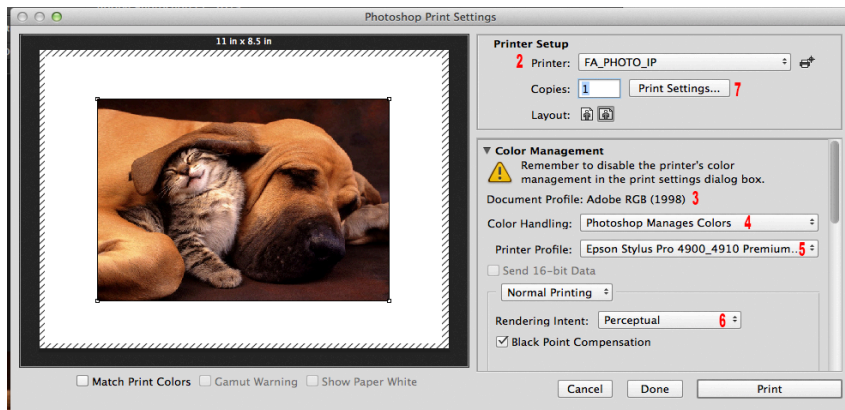 Photoshop Print Settings
11 in x 8.5 in
Printer Setup
2 Printer: FA_PHOTO_IP
Copies: 1 Print Settings... 7
Layout:
Color Management
Remember to disable the printer's color
management in the print settings dialog box.
Document Profile: Adobe RGB (1998) 3
Color Handling: Photoshop Manages Colors 4
Printer Profile: Epson Stylus Pro 4900_4910 Premium... 5
Send 16-bit Data
Normal Printing
Rendering Intent: Perceptual 6
Black Point Compensation
Match Print Colors Gamut Warning Show Paper White
Cancel Done Print